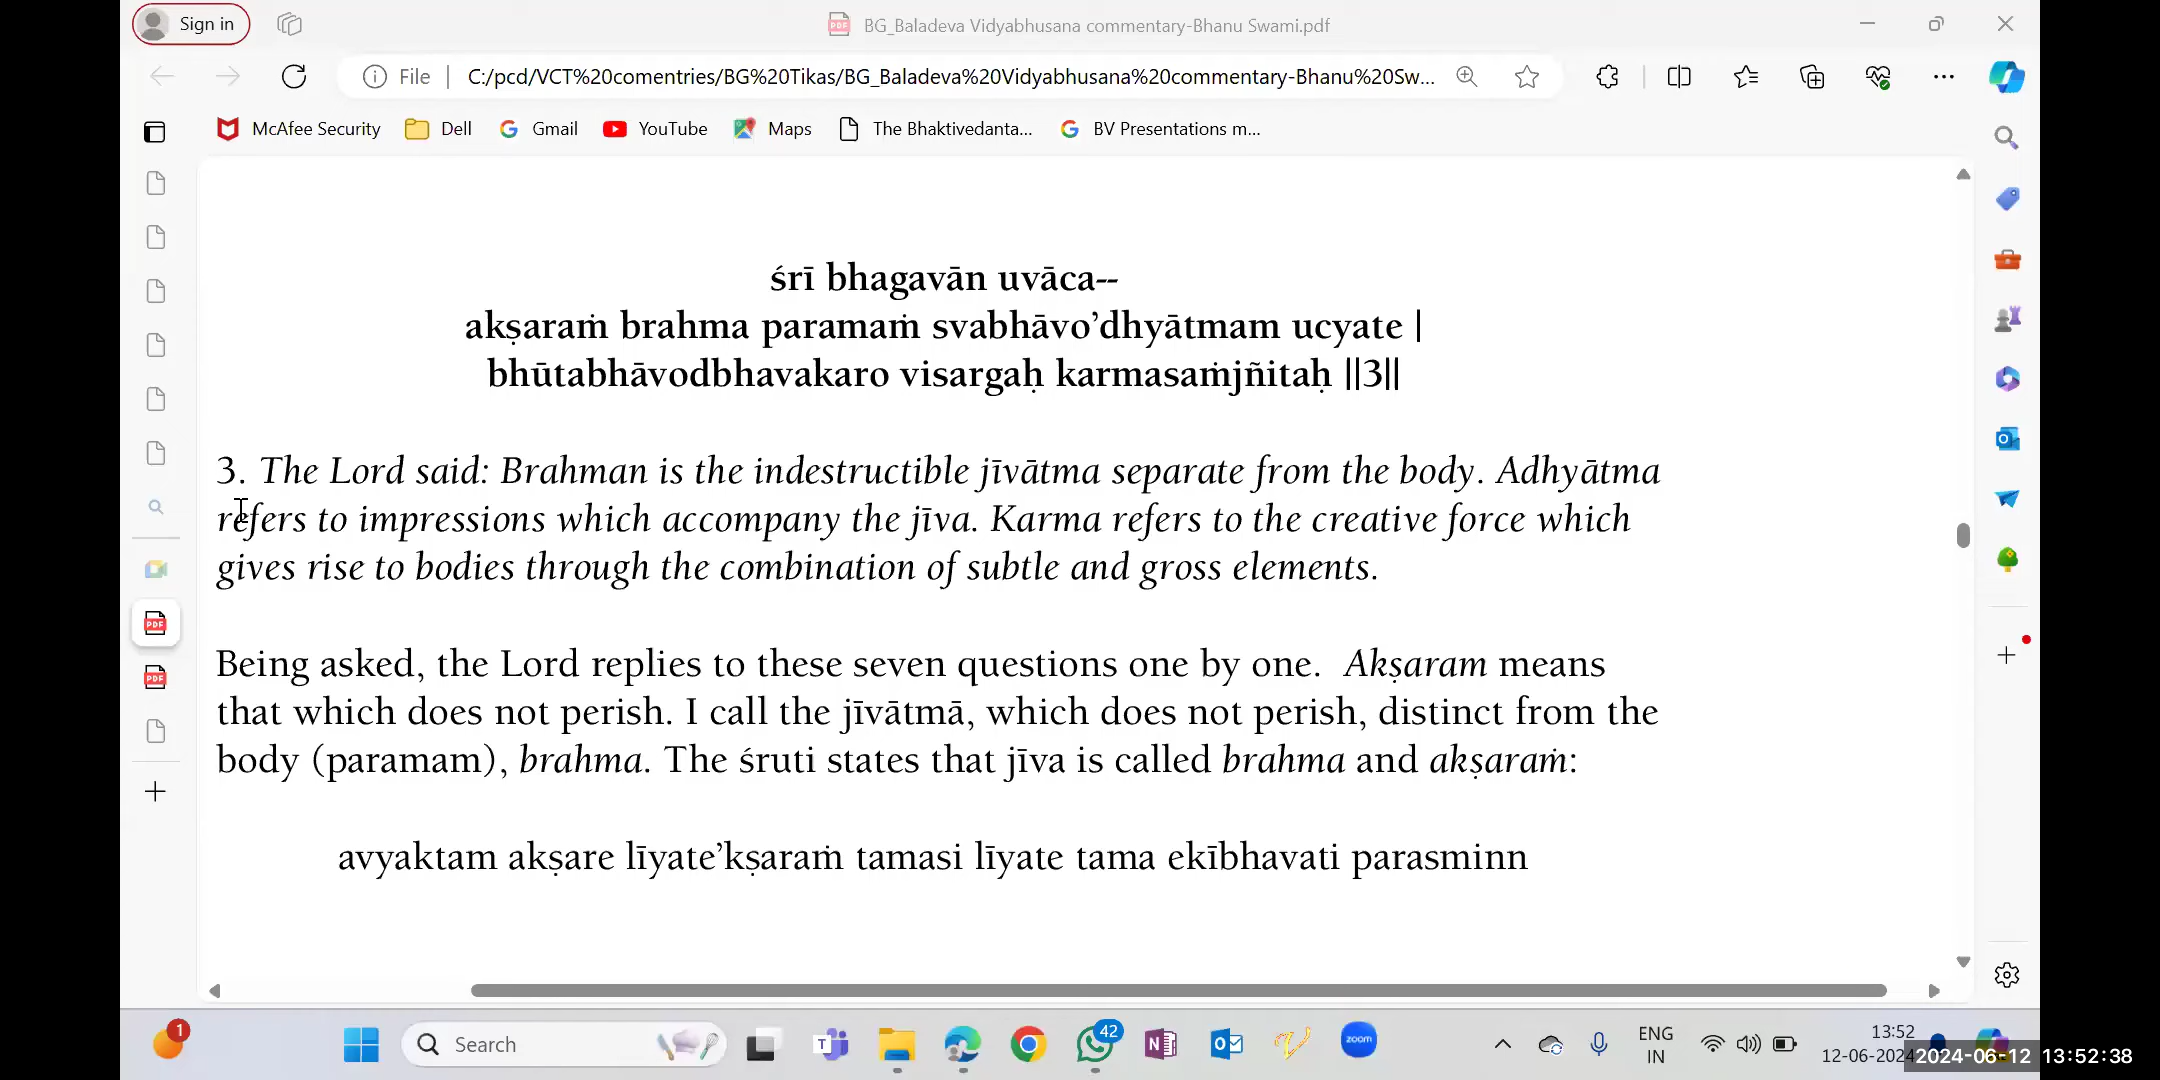 Sign in
BG_Baladeva Vidyabhusana commentary-Bhanu Swami.pdf
File
C:/pcd/VCT%20comentries/BG%20Tikas/BG_Baladeva%20Vidyabhusana%20commentary-Bhanu%20Sw...
McAfee Security
Dell
Gmail
YouTube
Maps
The Bhaktivedanta...
BV Presentations m...
śrī bhagavān uvāca--
akṣaraṁ brahma paramaṁ svabhāvo’dhyātmam ucyate |
bhūtabhāvodbhavakaro visargaḥ karmasaṁjñitaḥ ||3||
3. The Lord said: Brahman is the indestructible jīvātma separate from the body. Adhyātma
refers to impressions which accompany the jīva. Karma refers to the creative force which
gives rise to bodies through the combination of subtle and gross elements.
Being asked, the Lord replies to these seven questions one by one. Akṣaram means
that which does not perish. I call the jīvātmā, which does not perish, distinct from the
body (paramam), brahma. The śruti states that jīva is called brahma and akṣaraṁ:
avyaktam akṣare līyate’kṣaraṁ tamasi līyate tama ekībhavati parasminn
1
Search
42
zoom
ENG
IN
13:52
12-06-2024
2024-06-12 13:52:38